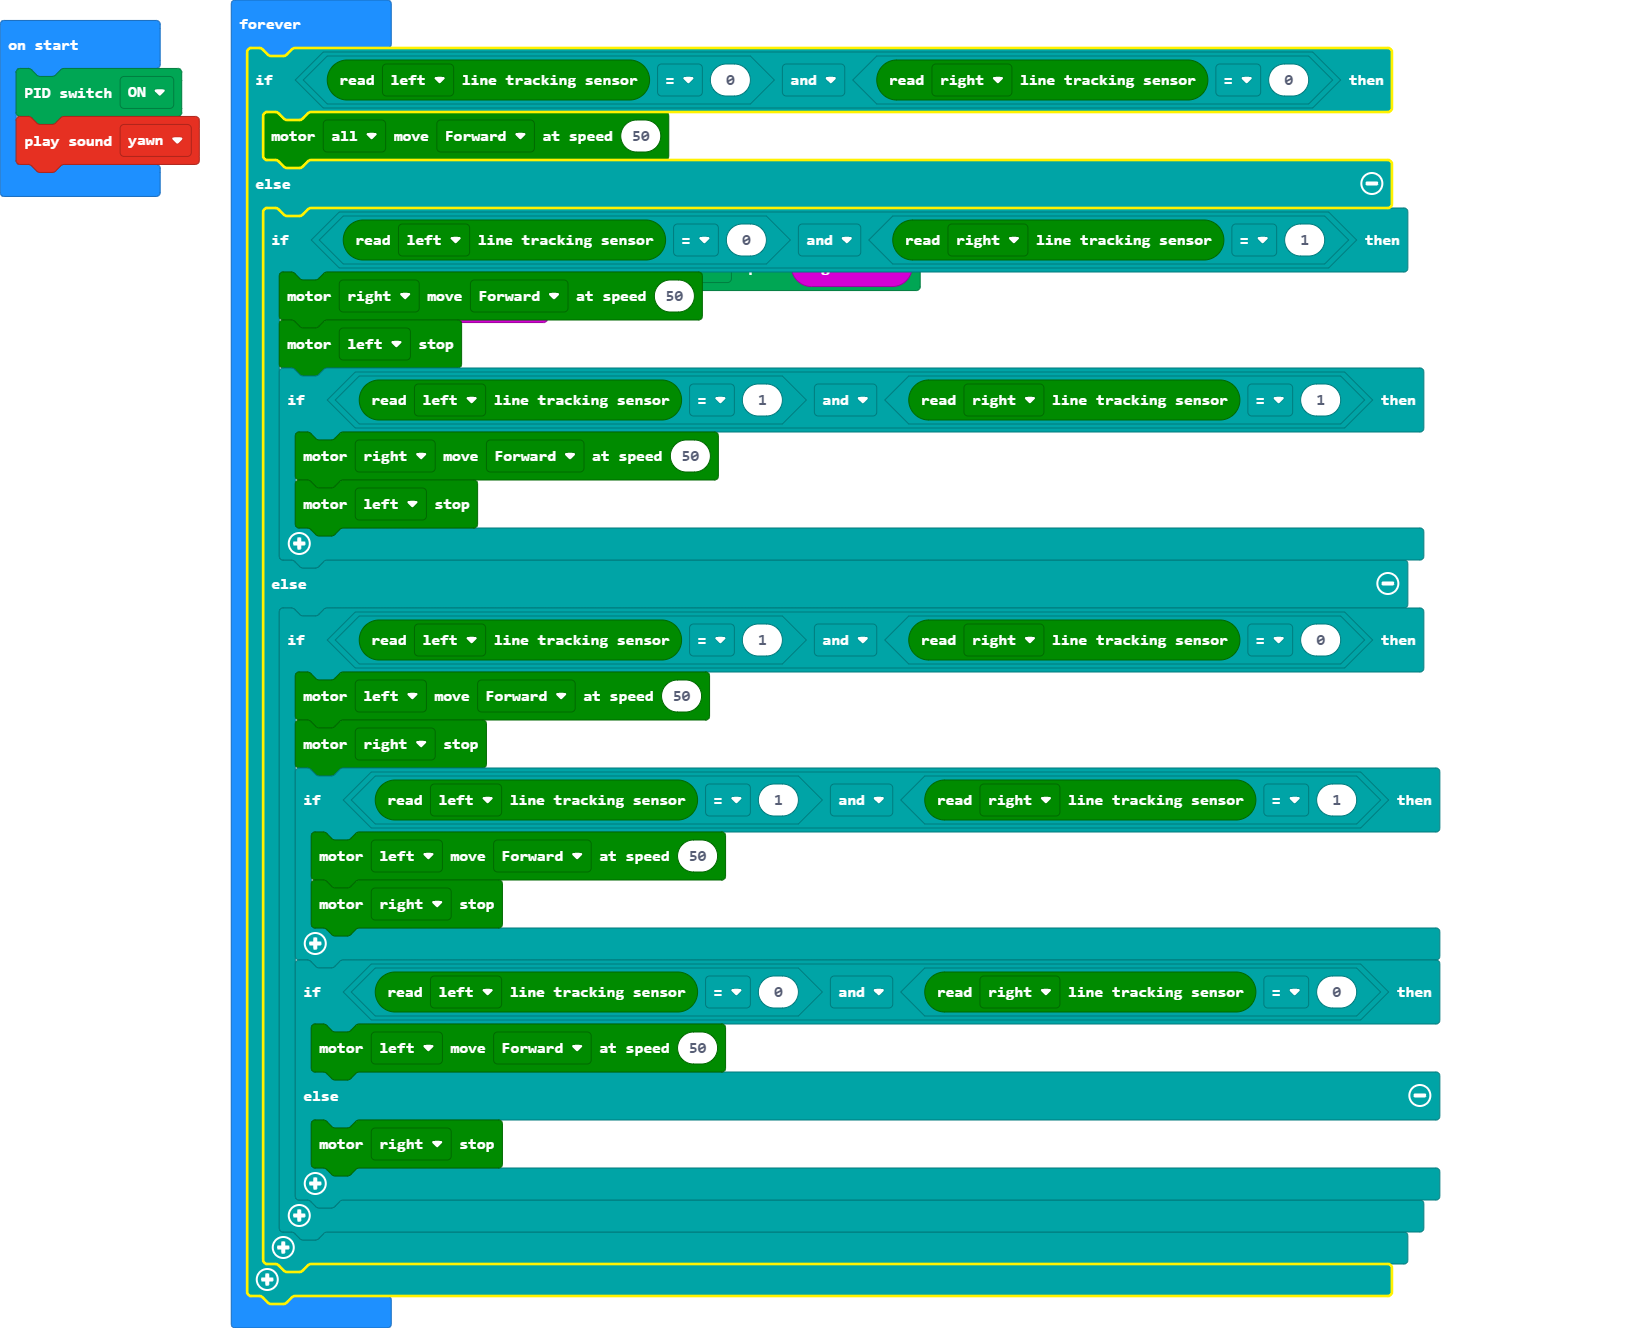 on start
PID switch ON
play sound yawn
forever
if read left line tracking sensor = 0 and read right line tracking sensor = 0 then
motor all move Forward at speed 50
else
if read left line tracking sensor = 0 and read right line tracking sensor = 1 then
motor right move Forward at speed 50
motor left stop
if read left line tracking sensor = 1 and read right line tracking sensor = 1 then
motor right move Forward at speed 50
motor left stop
else
if read left line tracking sensor = 1 and read right line tracking sensor = 0 then
motor left move Forward at speed 50
motor right stop
if read left line tracking sensor = 1 and read right line tracking sensor = 1 then
motor left move Forward at speed 50
motor right stop
if read left line tracking sensor = 0 and read right line tracking sensor = 0 then
motor left move Forward at speed 50
else
motor right stop